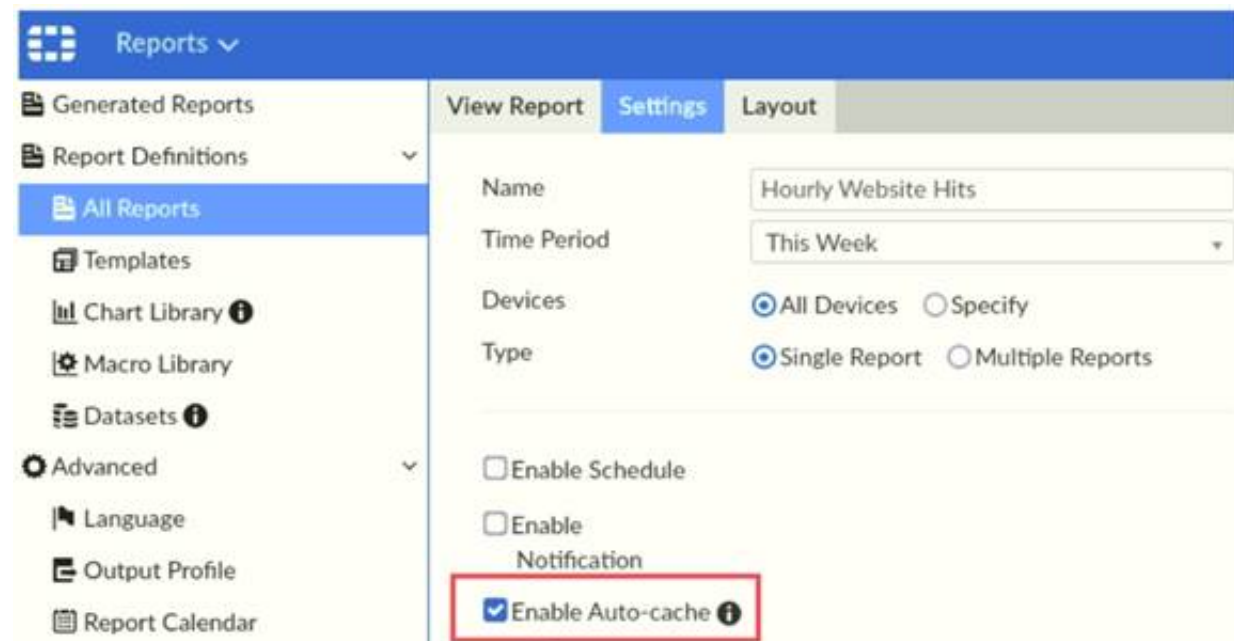 Reports
Generated Reports
Report Definitions
All Reports
Templates
Chart Library
Macro Library
Datasets
Advanced
Language
Output Profile
Report Calendar
View Report Settings Layout
Name Hourly Website Hits
Time Period This Week
Devices All Devices Specify
Type Single Report Multiple Reports
Enable Schedule
Enable
Notification
Enable Auto-cache